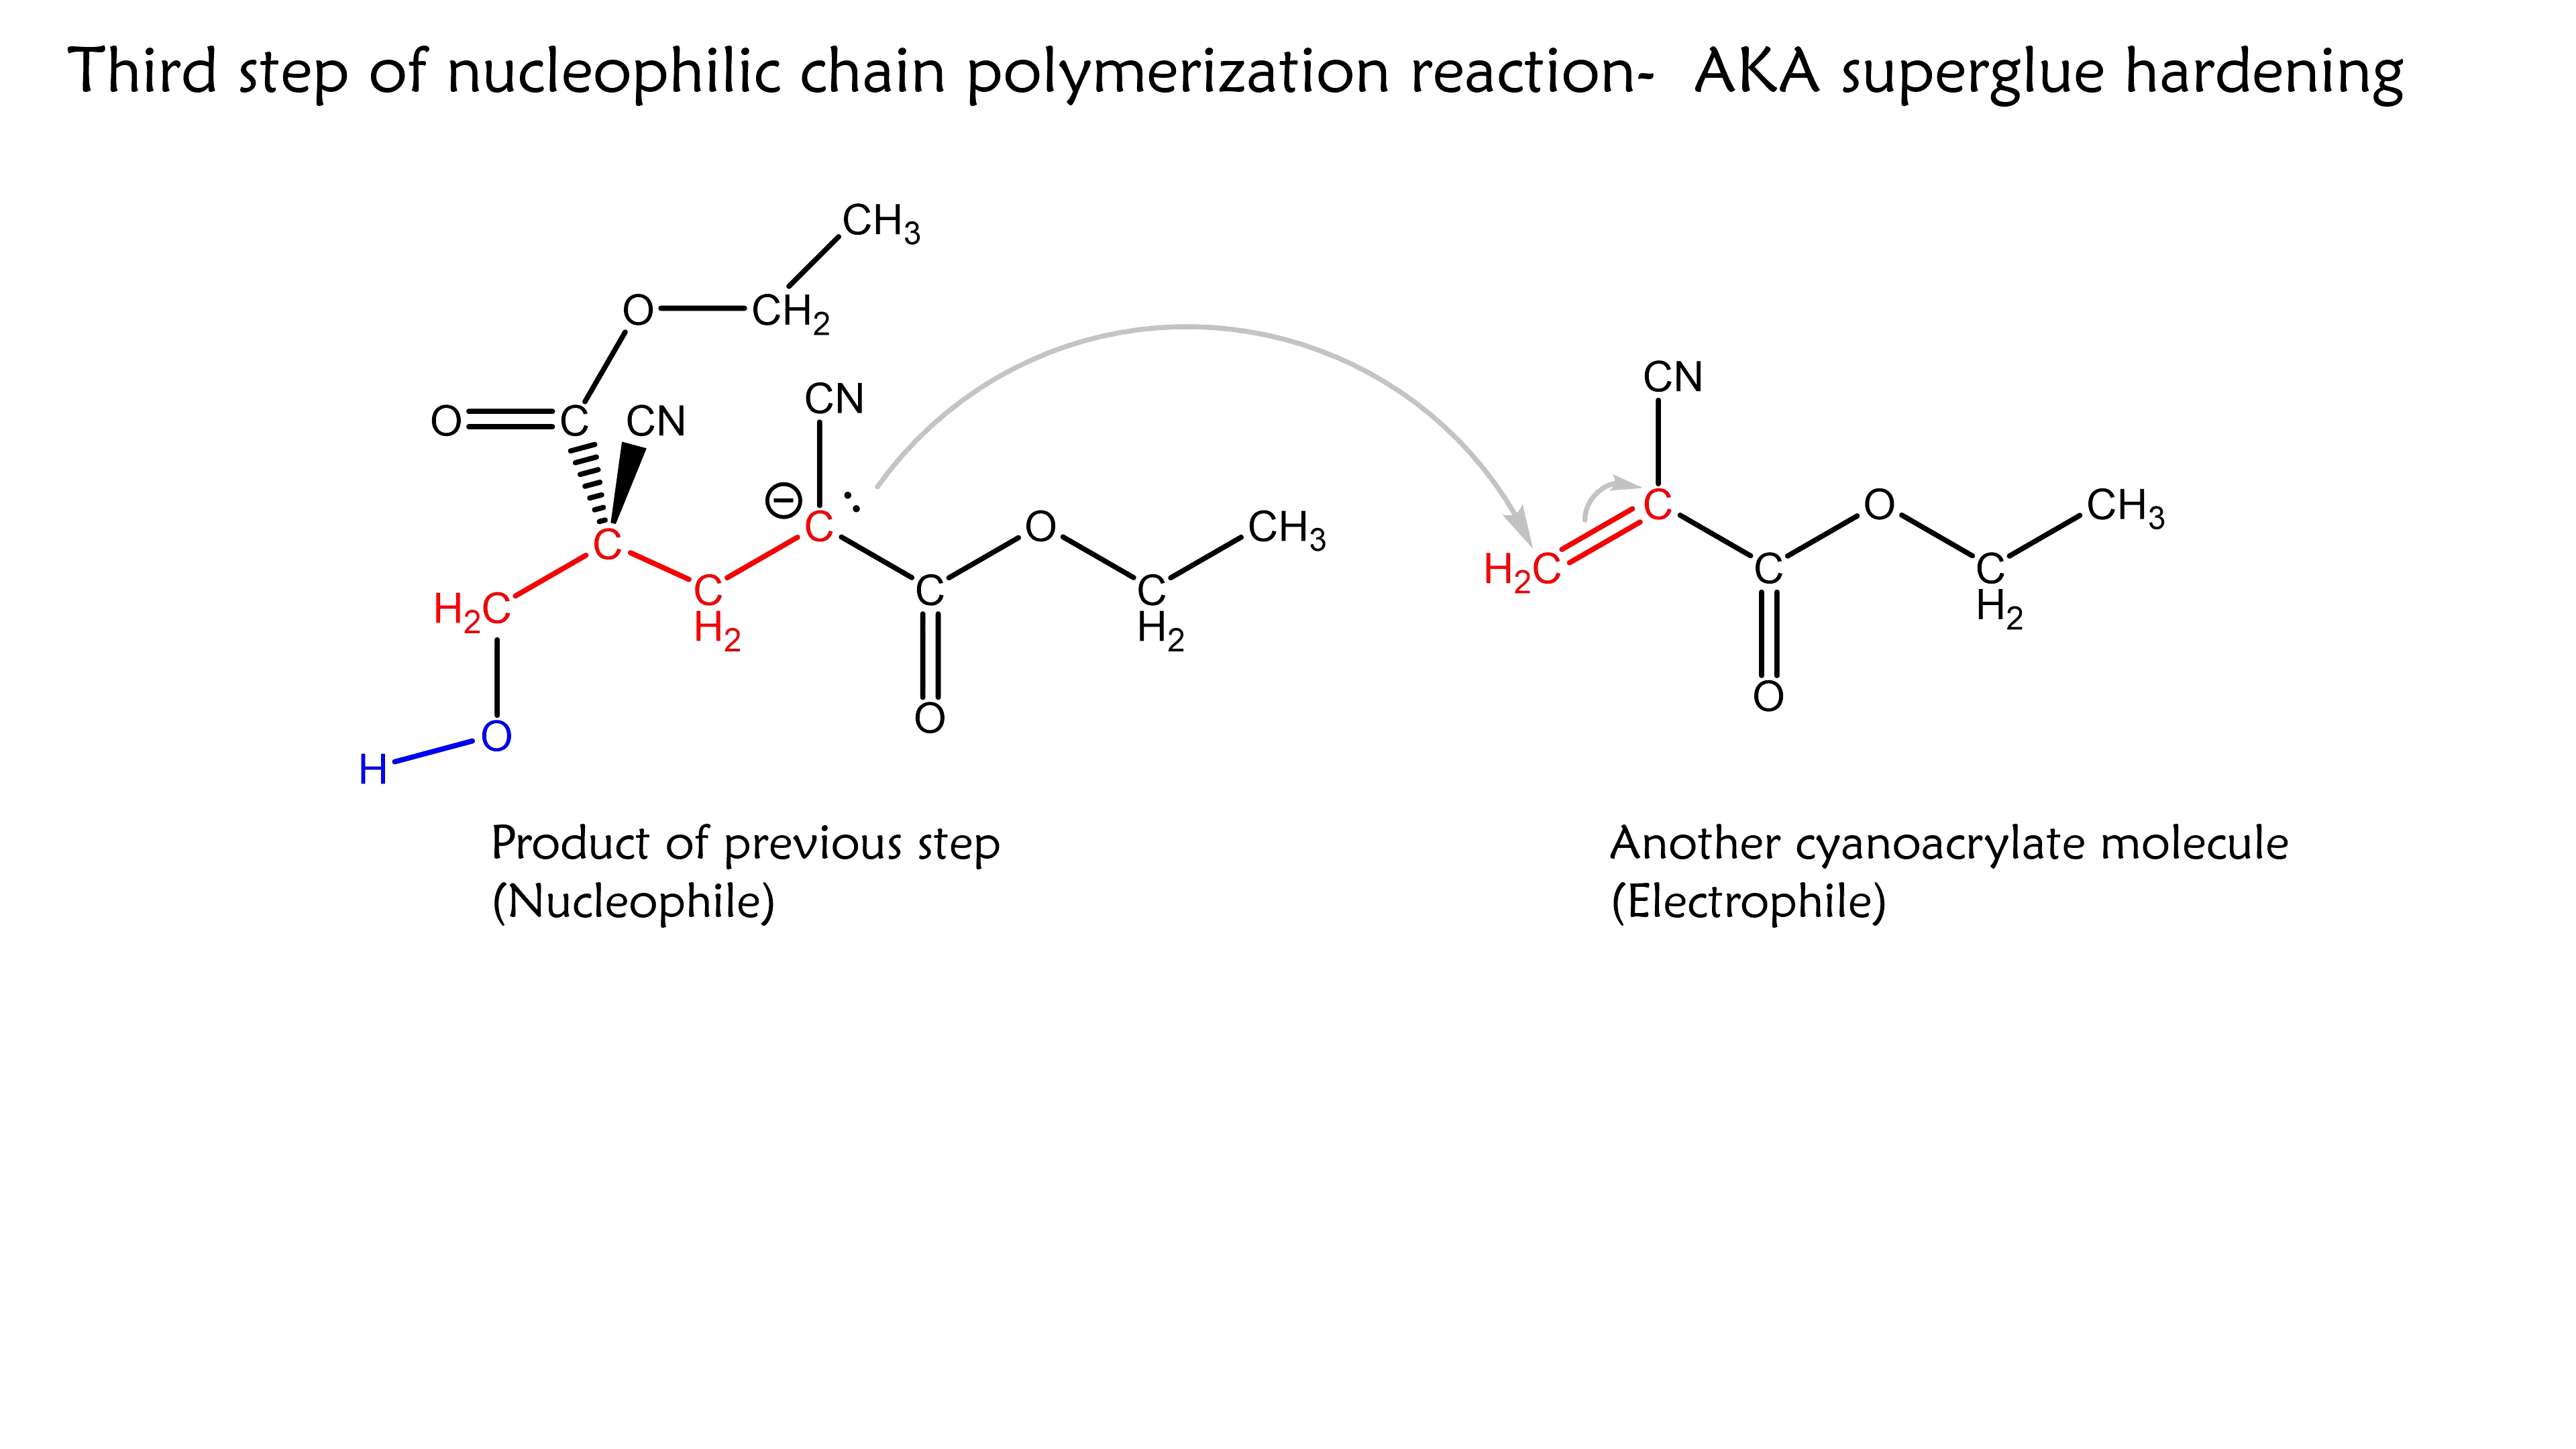 Third step of nucleophilic chain polymerization reaction-  AKA superglue hardening
CH3
O CH2
CN
CN
O C CN
C O CH3
C O CH3
C
H2C C C C
H2 H2
H2C C C
H2
O
O
O
H
Product of previous step
(Nucleophile)
Another cyanoacrylate molecule
(Electrophile)